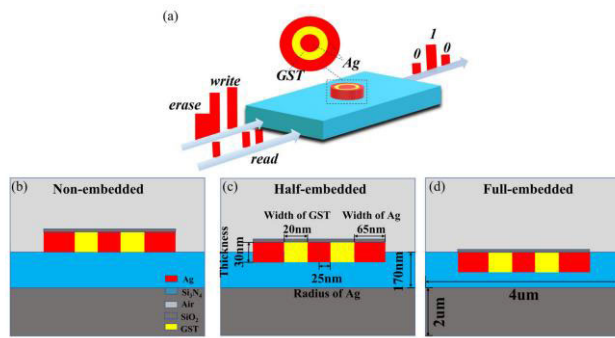 (a)
GST
Ag
0
1
0
write
erase
read
(b)
Non-embedded
Ag
Si₃N₄
Air
SiO₂
GST
(c)
Half-embedded
Width of GST
20nm
Width of Ag
65nm
Thickness
30nm
25nm
Radius of Ag
170nm
(d)
Full-embedded
4um
2um